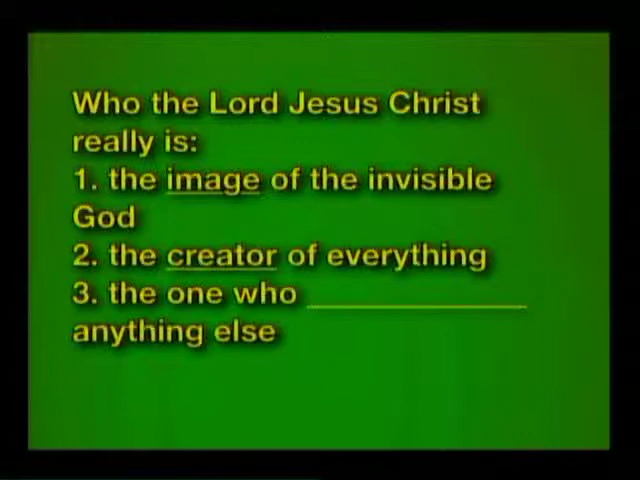 Who the Lord Jesus Christ
really is:
1. the image of the invisible
God
2. the creator of everything
3. the one who ____________
anything else